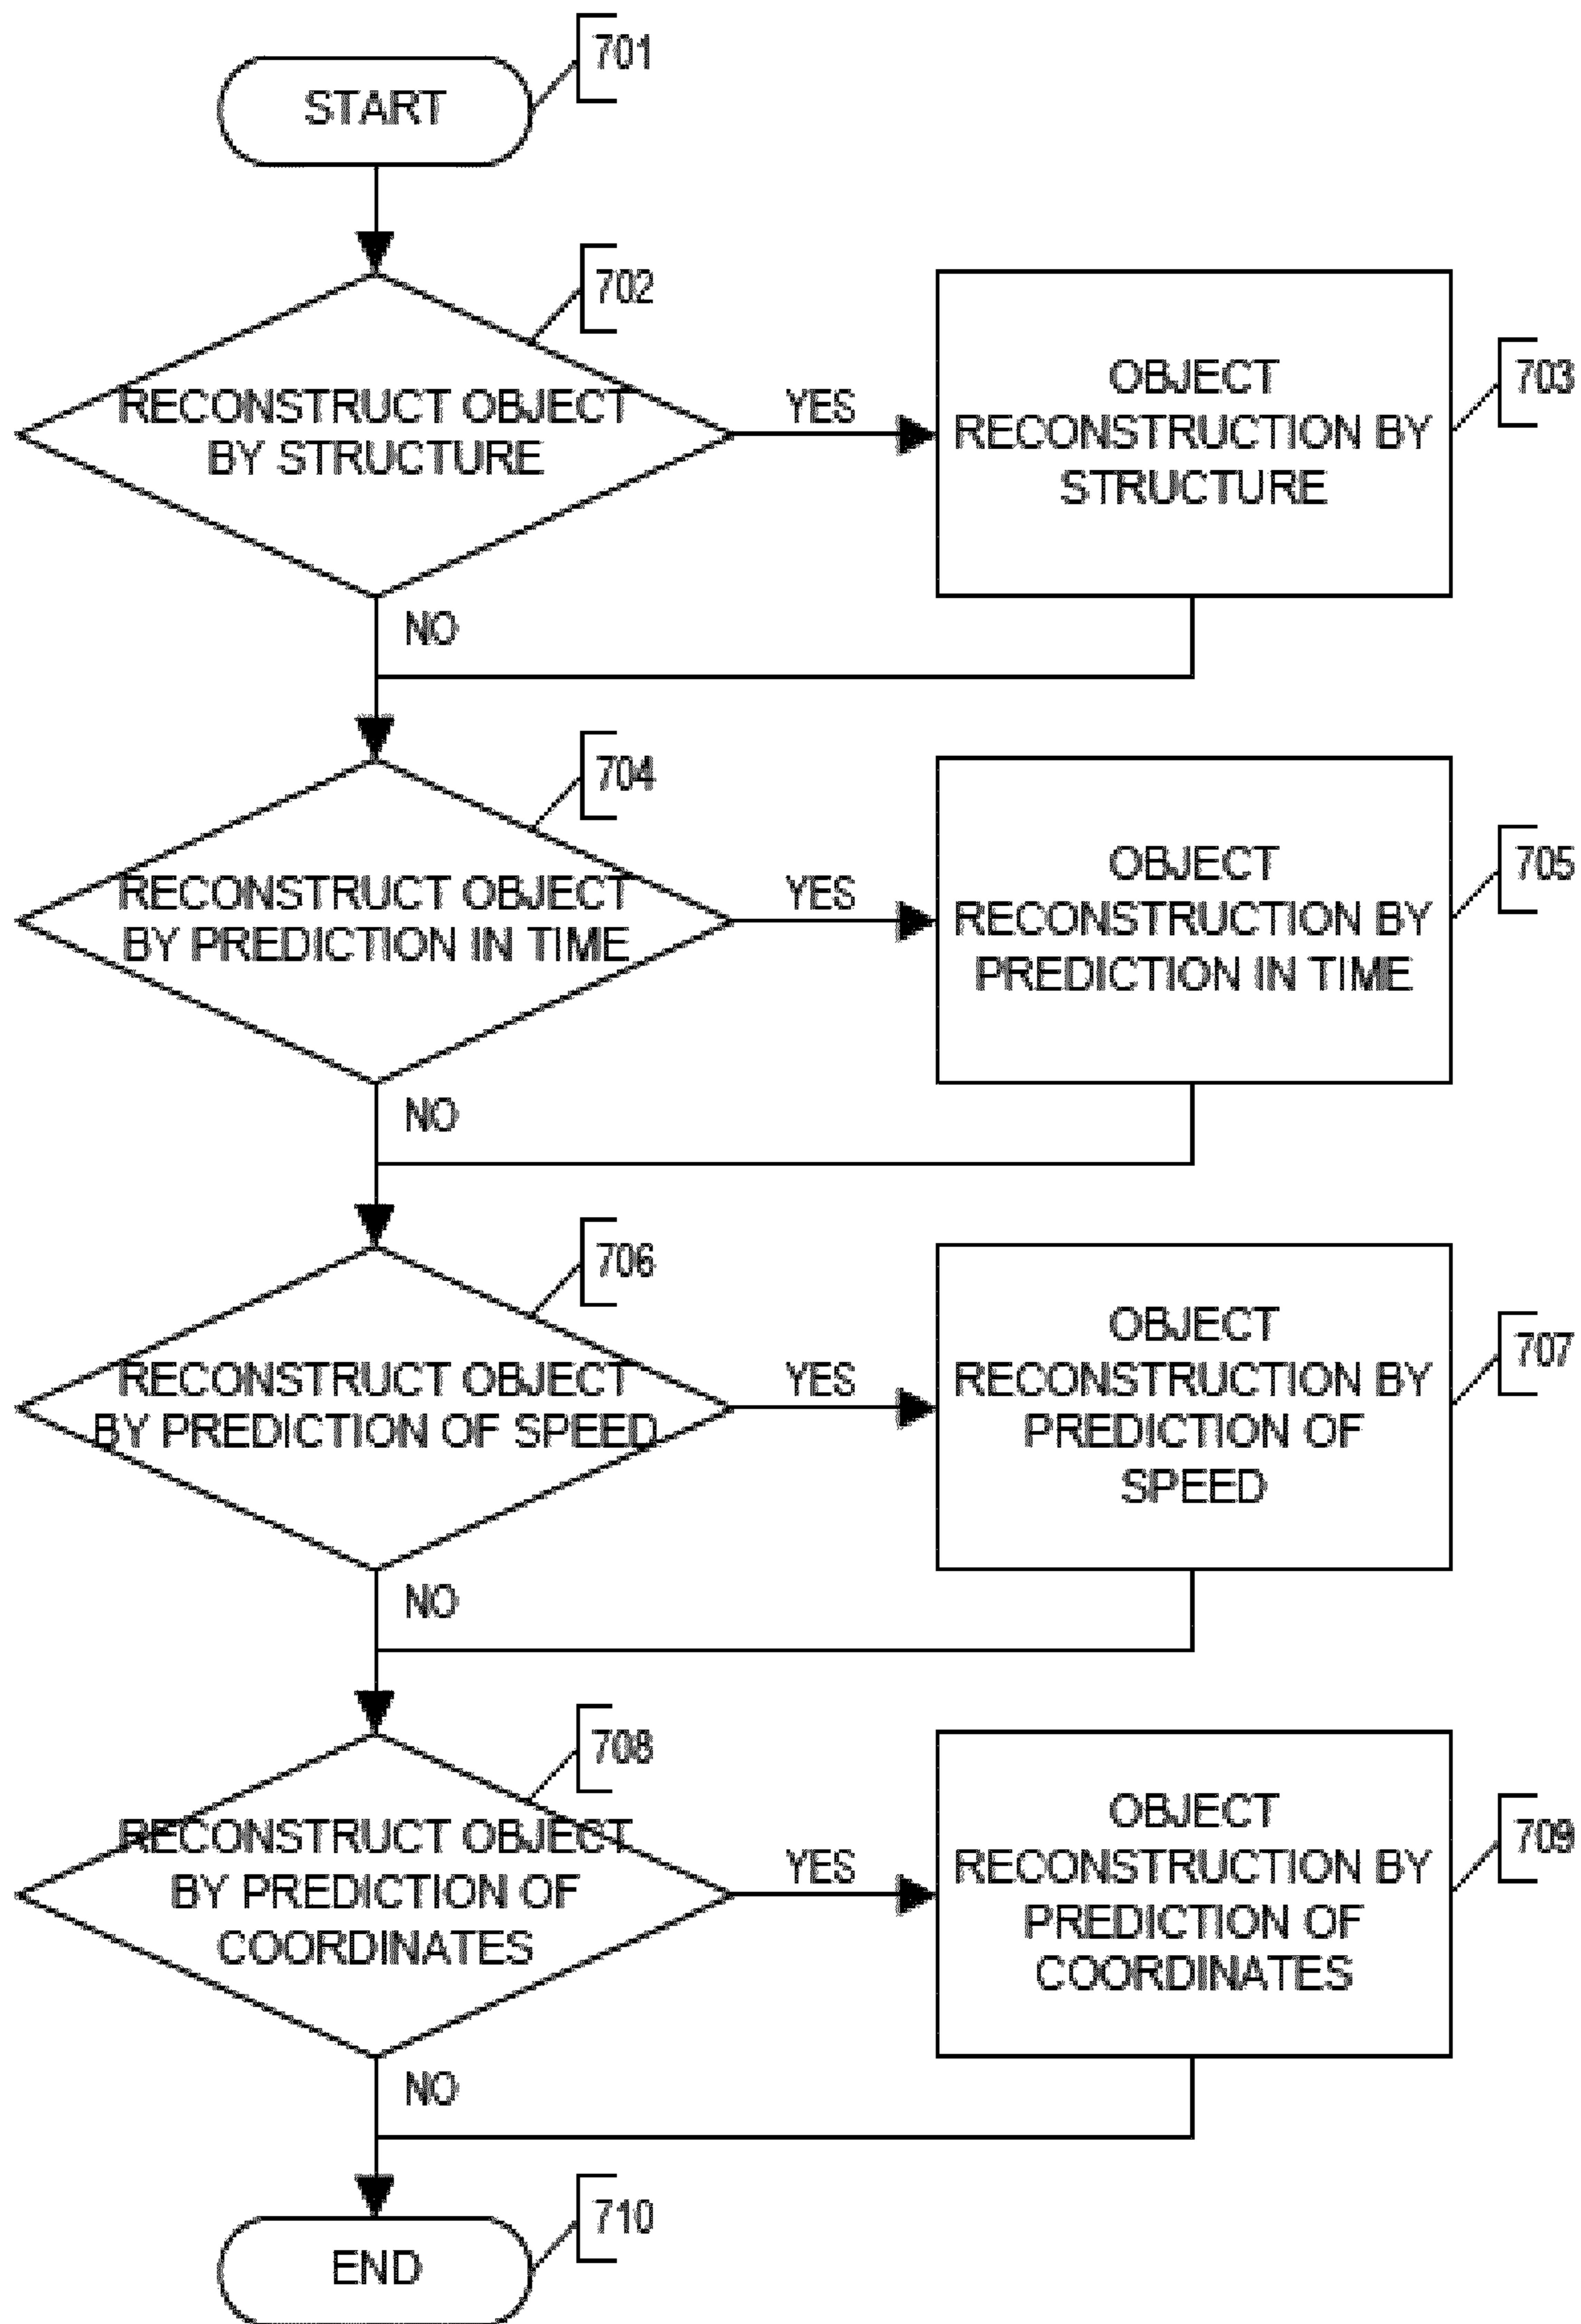 701
START
702
RECONSTRUCT OBJECT
BY STRUCTURE
YES
OBJECT
RECONSTRUCTION BY
STRUCTURE
703
NO
704
RECONSTRUCT OBJECT
BY PREDICTION IN TIME
YES
OBJECT
RECONSTRUCTION BY
PREDICTION IN TIME
705
NO
706
RECONSTRUCT OBJECT
BY PREDICTION OF SPEED
YES
OBJECT
RECONSTRUCTION BY
PREDICTION OF
SPEED
707
NO
708
RECONSTRUCT OBJECT
BY PREDICTION OF
COORDINATES
YES
OBJECT
RECONSTRUCTION BY
PREDICTION OF
COORDINATES
709
NO
710
END